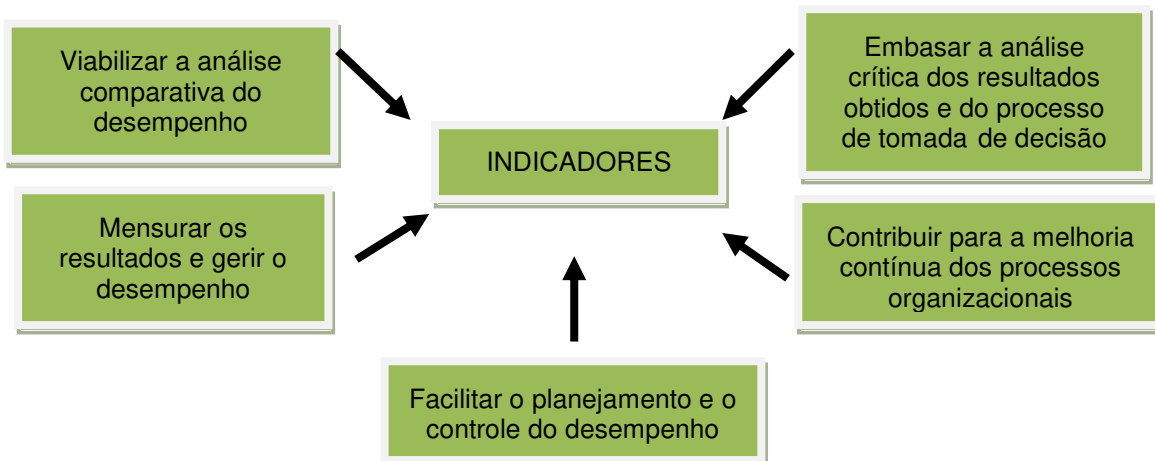 Viabilizar a análise
comparativa do
desempenho
Embasar a análise
crítica dos resultados
obtidos e do processo
de tomada de decisão
INDICADORES
Mensurar os
resultados e gerir o
desempenho
Contribuir para a melhoria
contínua dos processos
organizacionais
Facilitar o planejamento e o
controle do desempenho